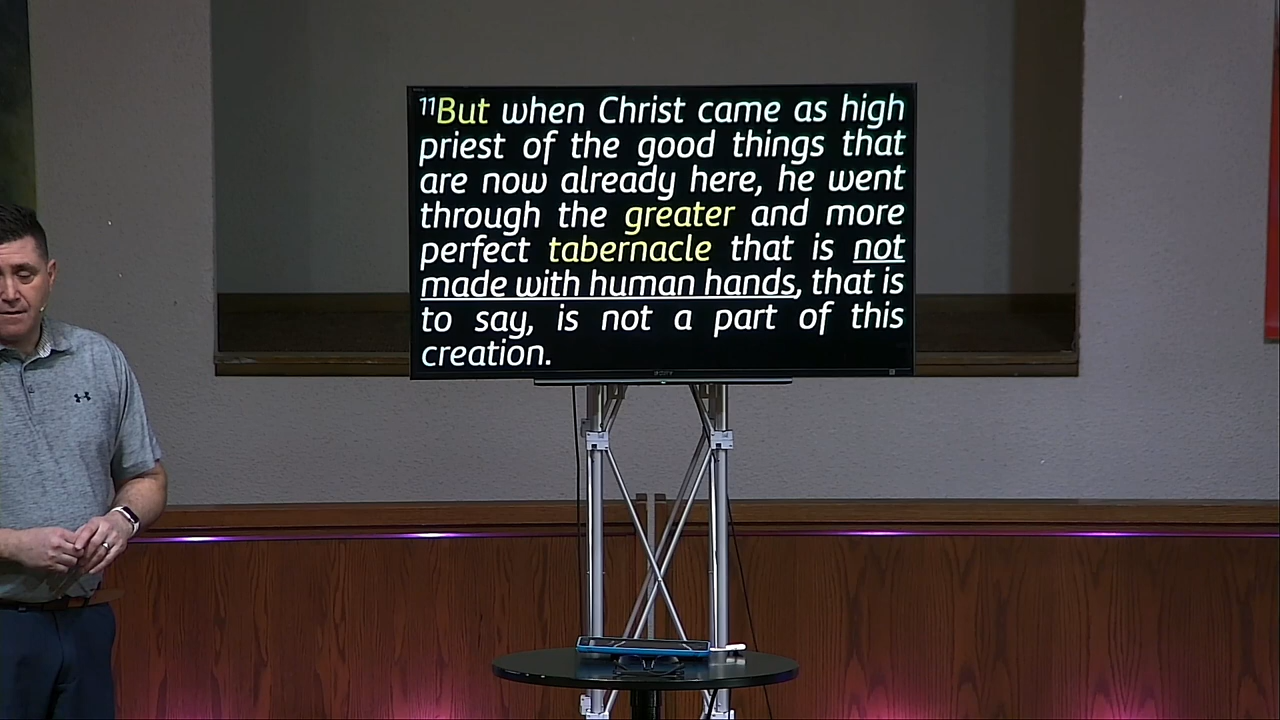 ¹¹But when Christ came as high
priest of the good things that
are now already here, he went
through the greater and more
perfect tabernacle that is not
made with human hands, that is
to say, is not a part of this
creation.
SONY